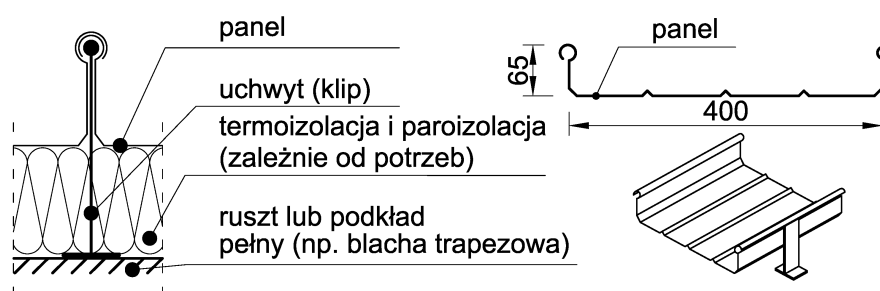 panel
uchwyt (klip)
termoizolacja i paroizolacja
(zależnie od potrzeb)
ruszt lub podkład
pełny (np. blacha trapezowa)
panel
65
400